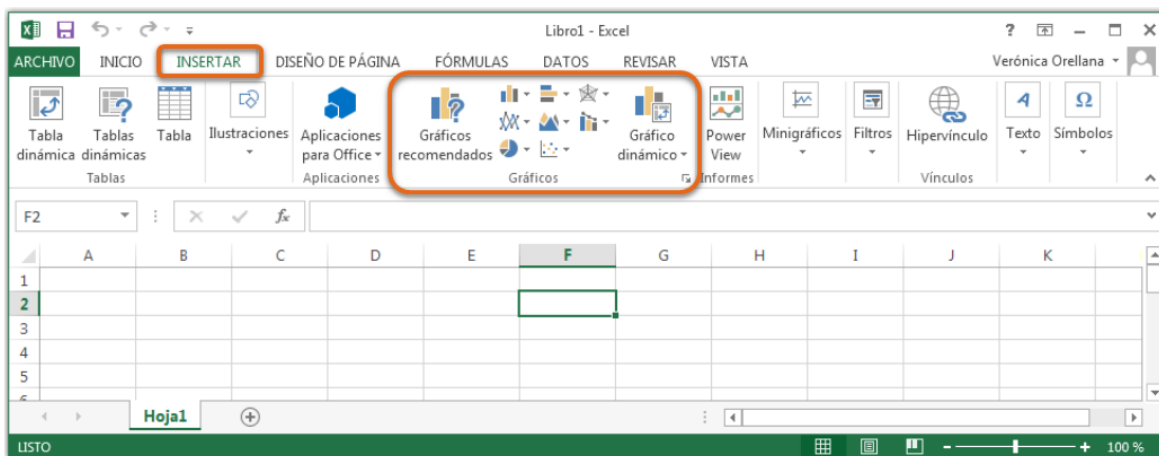 Libro1 - Excel
?
ARCHIVO INICIO INSERTAR DISEÑO DE PÁGINA FÓRMULAS DATOS REVISAR VISTA Verónica Orellana
Tabla dinámica
Tablas dinámicas
Tabla
Ilustraciones
Aplicaciones para Office
Gráficos recomendados
Gráfico dinámico
Power View
Minigráficos
Filtros
Hipervínculo
Texto
Símbolos
Tablas Aplicaciones Gráficos Informes Vínculos
F2 fx
A B C D E F G H I J K
1
2
3
4
5
6
Hoja1
LISTO 100 %